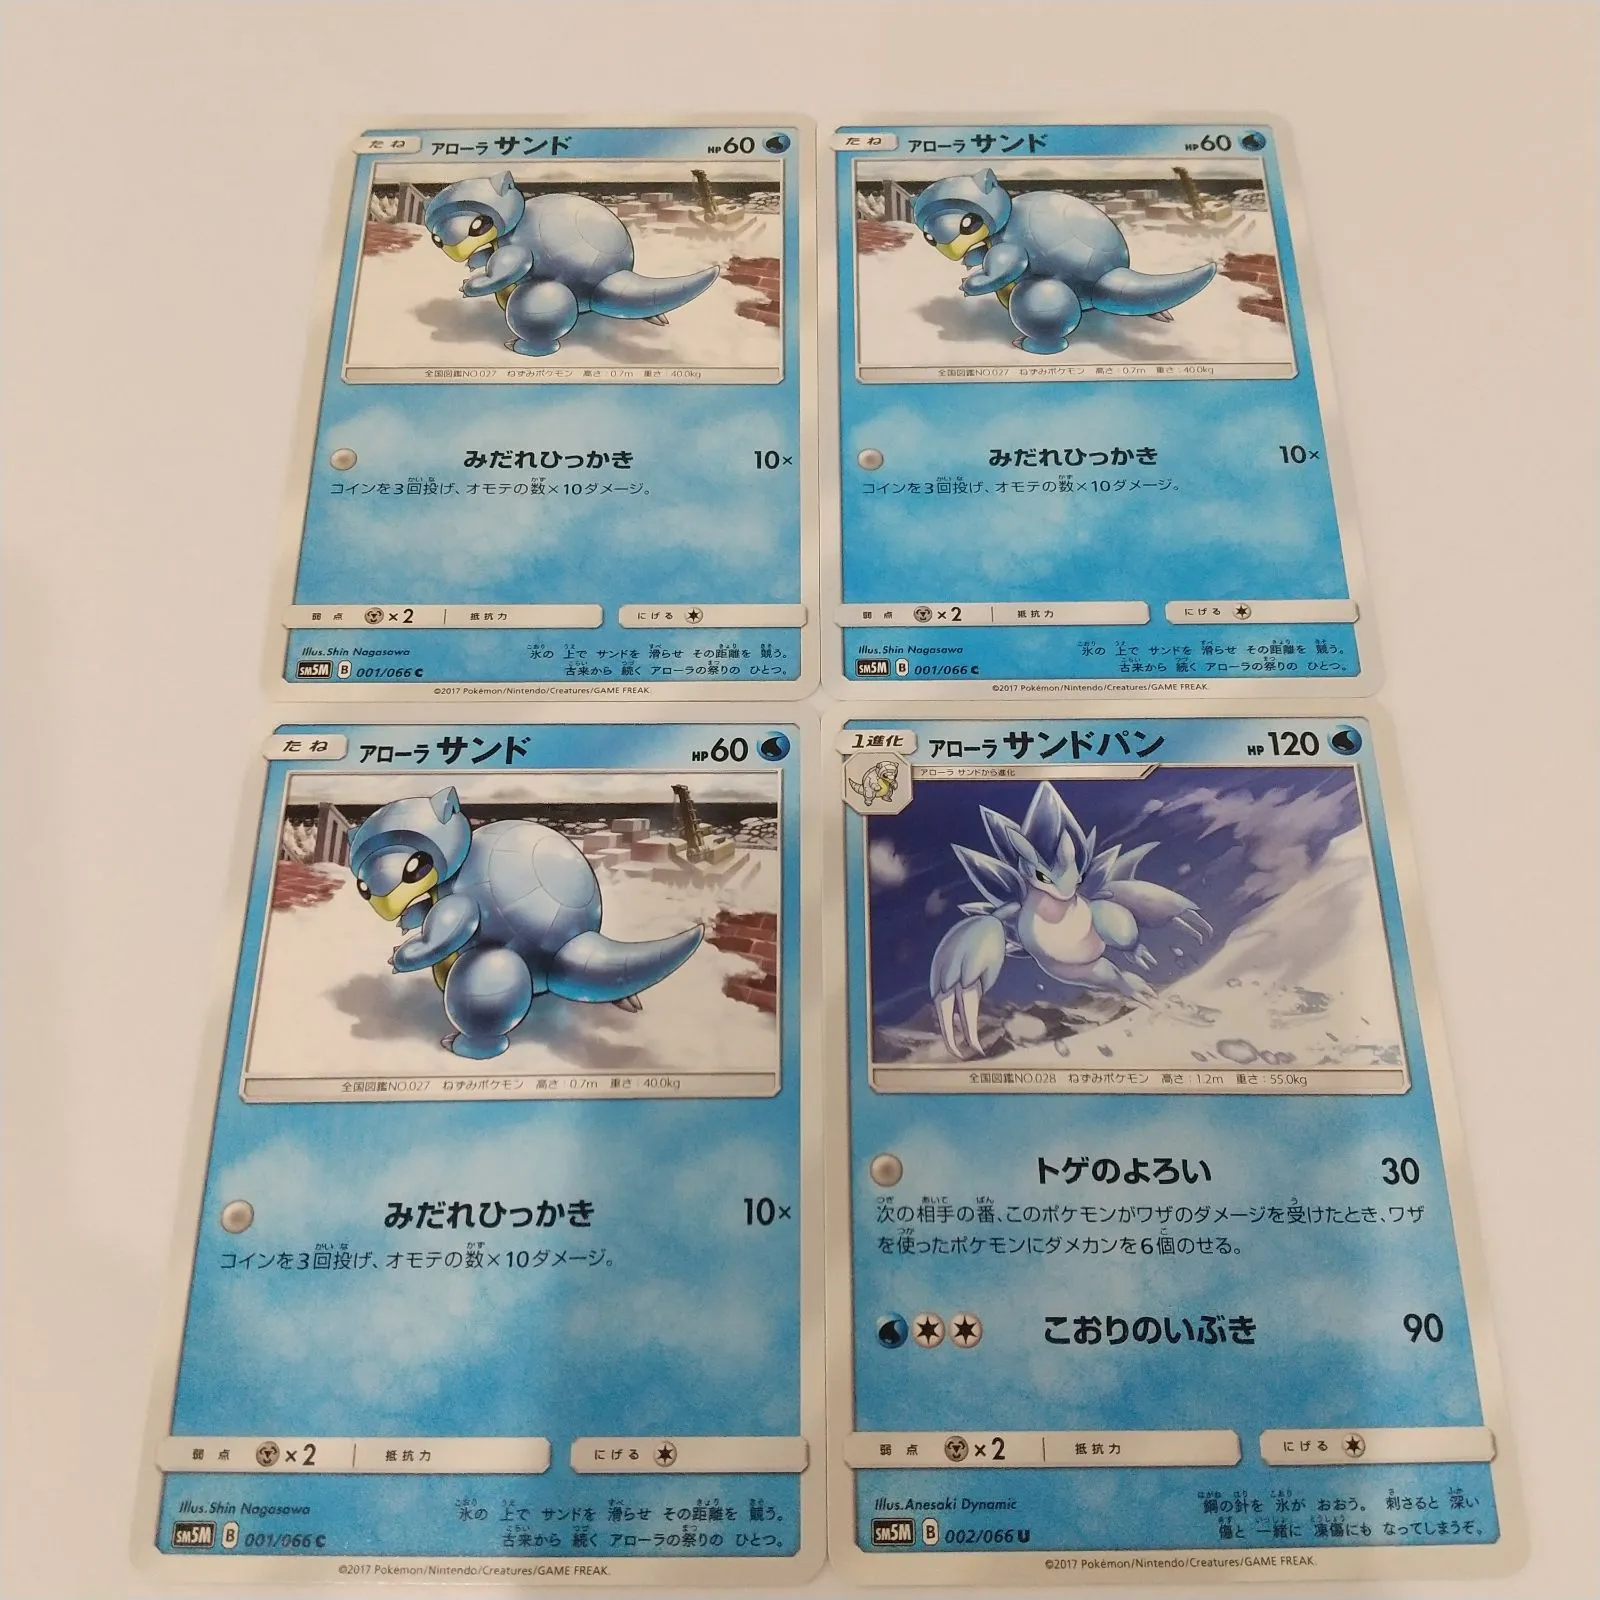 たね アローラ サンド HP60
全国図鑑NO.027 ねずみポケモン 高さ:0.7m 重さ:40.0kg
みだれひっかき 10×
コインを3回投げ、オモテの数×10ダメージ。
弱点 ×2 抵抗力 にげる
Illus.Shin Nagasawa
氷の 上で サンドを 滑らせ その距離を 競う。
古来から 続く アローラの祭りの ひとつ。
SM5M B 001/066 C
©2017 Pokémon/Nintendo/Creatures/GAME FREAK.
たね アローラ サンド HP60
全国図鑑NO.027 ねずみポケモン 高さ:0.7m 重さ:40.0kg
みだれひっかき 10×
コインを3回投げ、オモテの数×10ダメージ。
弱点 ×2 抵抗力 にげる
Illus.Shin Nagasawa
氷の 上で サンドを 滑らせ その距離を 競う。
古来から 続く アローラの祭りの ひとつ。
SM5M B 001/066 C
©2017 Pokémon/Nintendo/Creatures/GAME FREAK.
たね アローラ サンド HP60
全国図鑑NO.027 ねずみポケモン 高さ:0.7m 重さ:40.0kg
みだれひっかき 10×
コインを3回投げ、オモテの数×10ダメージ。
弱点 ×2 抵抗力 にげる
Illus.Shin Nagasawa
氷の 上で サンドを 滑らせ その距離を 競う。
古来から 続く アローラの祭りの ひとつ。
SM5M B 001/066 C
©2017 Pokémon/Nintendo/Creatures/GAME FREAK.
1進化 アローラ サンドパン HP120
アローラ サンドから進化
全国図鑑NO.028 ねずみポケモン 高さ:1.2m 重さ:55.0kg
トゲのよろい 30
次の相手の番、このポケモンがワザのダメージを受けたとき、ワザ
を使ったポケモンにダメカンを6個のせる。
こおりのいぶき 90
弱点 ×2 抵抗力 にげる
Illus.Anesaki Dynamic
鋼の針を 氷が おおう。 刺さると 深い
傷と 一緒に 凍傷にも なってしまうぞ。
SM5M B 002/066 U
©2017 Pokémon/Nintendo/Creatures/GAME FREAK.